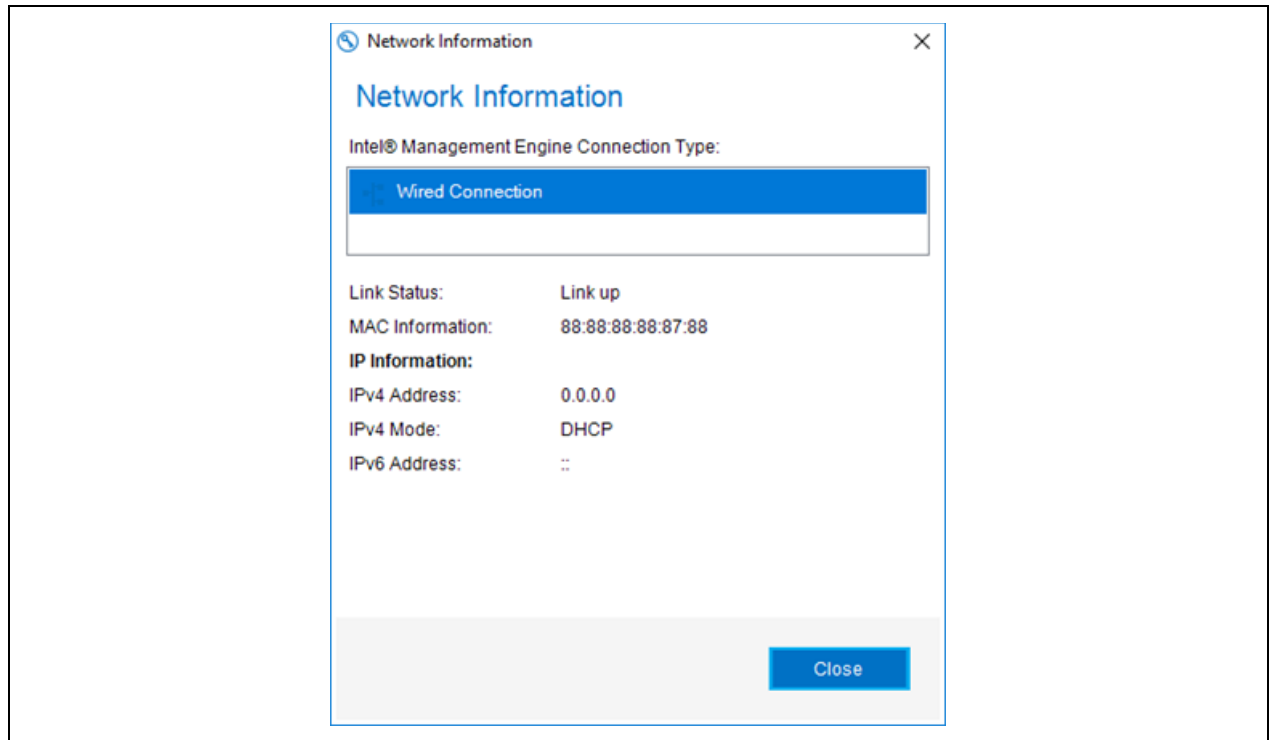 Network Information
Network Information
Intel® Management Engine Connection Type:
Wired Connection
Link Status: Link up
MAC Information: 88:88:88:88:87:88
IP Information:
IPv4 Address: 0.0.0.0
IPv4 Mode: DHCP
IPv6 Address: ::
Close